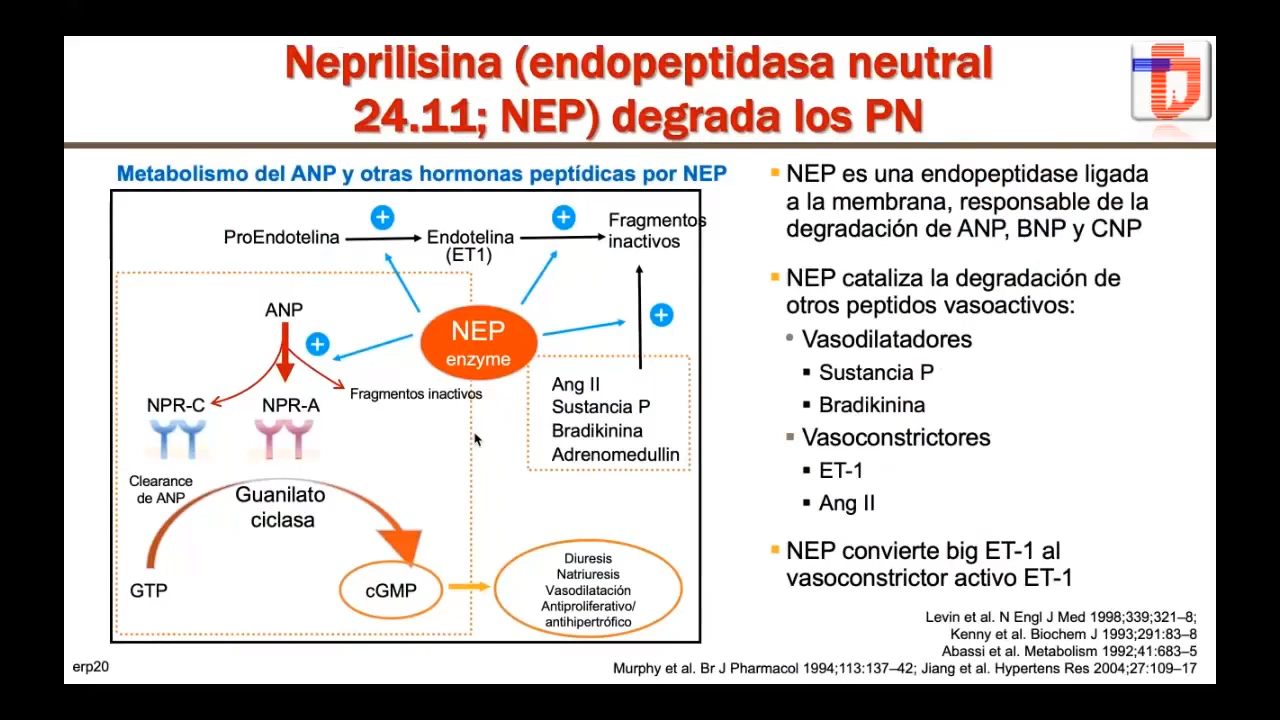 Neprilisina (endopeptidasa neutral
24.11; NEP) degrada los PN
Metabolismo del ANP y otras hormonas peptídicas por NEP
+
+
ProEndotelina
Endotelina
(ET1)
Fragmentos
inactivos
ANP
+
NEP
enzyme
+
Fragmentos inactivos
NPR-C
NPR-A
Ang II
Sustancia P
Bradikinina
Adrenomedullin
Clearance
de ANP
Guanilato
ciclasa
GTP
cGMP
Diuresis
Natriuresis
Vasodilatación
Antiproliferativo/
antihipertrófico
NEP es una endopeptidase ligada
a la membrana, responsable de la
degradación de ANP, BNP y CNP
NEP cataliza la degradación de
otros peptidos vasoactivos:
Vasodilatadores
Sustancia P
Bradikinina
Vasoconstrictores
ET-1
Ang II
NEP convierte big ET-1 al
vasoconstrictor activo ET-1
Levin et al. N Engl J Med 1998;339;321–8;
Kenny et al. Biochem J 1993;291:83–8
Abassi et al. Metabolism 1992;41:683–5
Murphy et al. Br J Pharmacol 1994;113:137–42; Jiang et al. Hypertens Res 2004;27:109–17
erp20